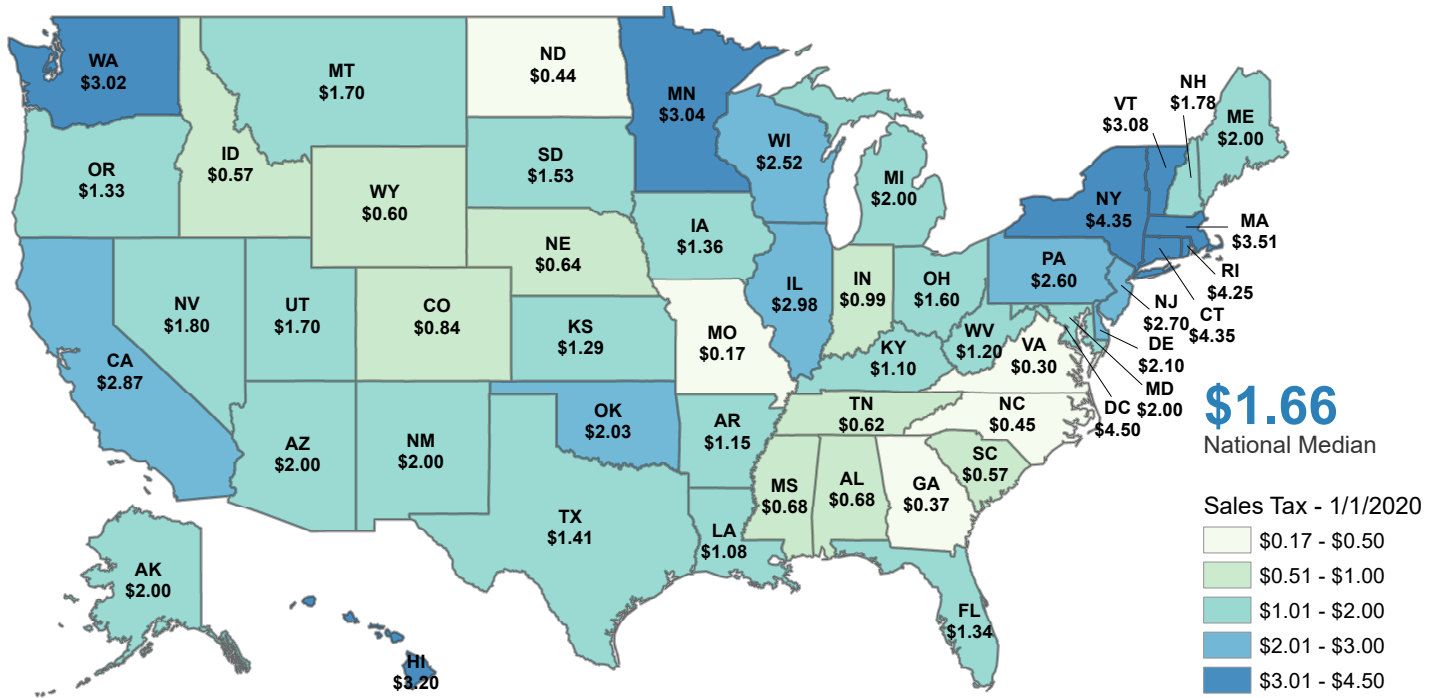 WA
$3.02
MT
$1.70
ND
$0.44
MN
$3.04
OR
$1.33
ID
$0.57
WY
$0.60
SD
$1.53
WI
$2.52
MI
$2.00
VT
$3.08
NH
$1.78
ME
$2.00
NY
$4.35
MA
$3.51
RI
$4.25
CT
$4.35
NJ
$2.70
DE
$2.10
MD
$2.00
DC
$4.50
PA
$2.60
NE
$0.64
IA
$1.36
IL
$2.98
IN
$0.99
OH
$1.60
NV
$1.80
UT
$1.70
CO
$0.84
KS
$1.29
MO
$0.17
KY
$1.10
WV
$1.20
VA
$0.30
CA
$2.87
AZ
$2.00
NM
$2.00
OK
$2.03
AR
$1.15
TN
$0.62
NC
$0.45
SC
$0.57
MS
$0.68
AL
$0.68
GA
$0.37
TX
$1.41
LA
$1.08
FL
$1.34
AK
$2.00
HI
$3.20
$1.66
National Median
Sales Tax - 1/1/2020
$0.17 - $0.50
$0.51 - $1.00
$1.01 - $2.00
$2.01 - $3.00
$3.01 - $4.50